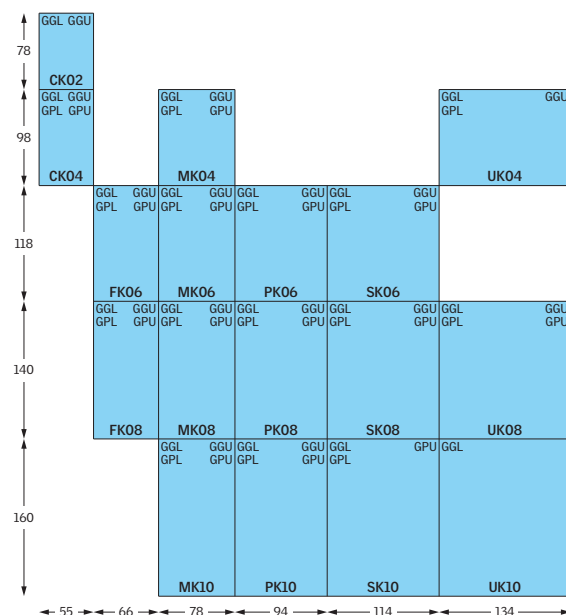 GGL GGU
78
CK02
GGL GGU GGL GGU GGL GGU
GPL GPU GPL GPU GPL
98
CK04 MK04 UK04
GGL GGU GGL GGU GGL GGU GGL GGU
GPL GPU GPL GPU GPL GPU GPL GPU
118
FK06 MK06 PK06 SK06
GGL GGU GGL GGU GGL GGU GGL GGU GGL GGU
GPL GPU GPL GPU GPL GPU GPL GPU GPL GPU
140
FK08 MK08 PK08 SK08 UK08
GGL GGU GGL GGU GGL GPU GGL
GPL GPU GPL GPU GPL
160
MK10 PK10 SK10 UK10
55 66 78 94 114 134